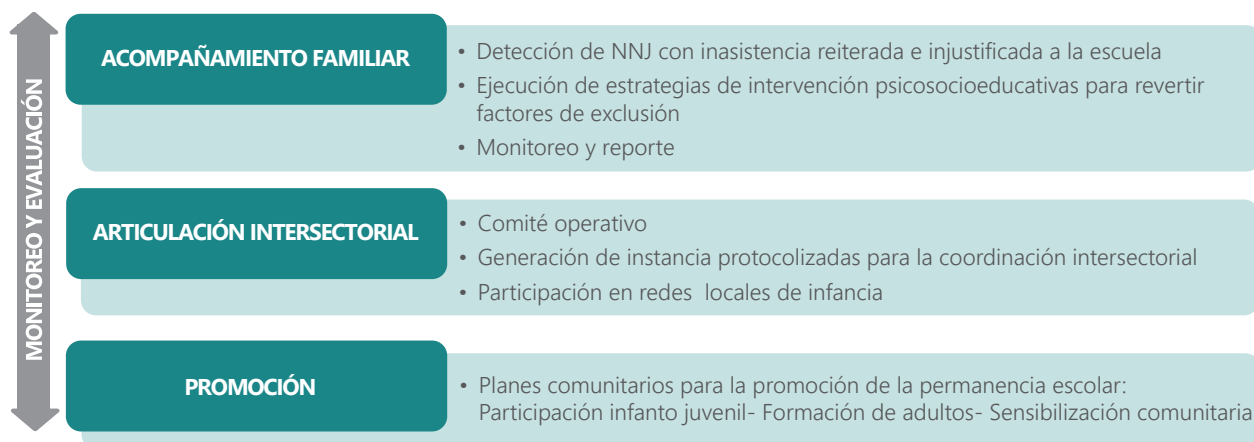 MONITOREO Y EVALUACIÓN
ACOMPAÑAMIENTO FAMILIAR
• Detección de NNJ con inasistencia reiterada e injustificada a la escuela
• Ejecución de estrategias de intervención psicosocioeducativas para revertir
factores de exclusión
• Monitoreo y reporte
ARTICULACIÓN INTERSECTORIAL
• Comité operativo
• Generación de instancia protocolizadas para la coordinación intersectorial
• Participación en redes locales de infancia
PROMOCIÓN
• Planes comunitarios para la promoción de la permanencia escolar:
Participación infanto juvenil- Formación de adultos- Sensibilización comunitaria